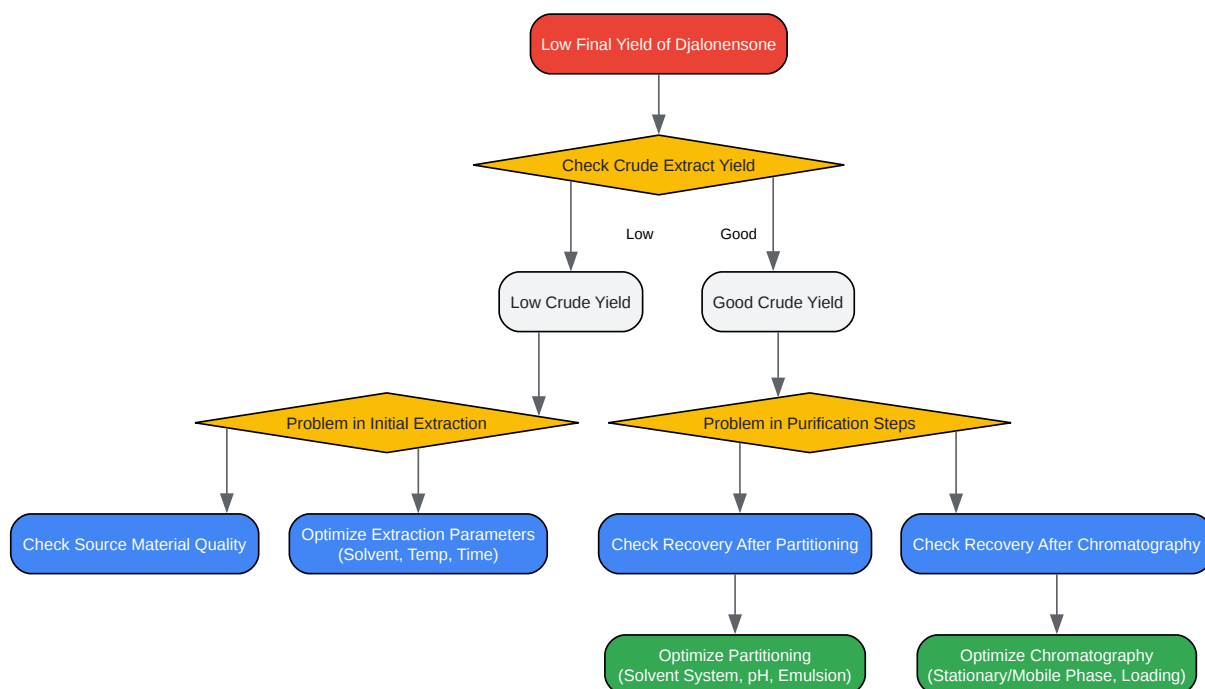 Low Final Yield of Djalonensone
Check Crude Extract Yield
Low
Good
Low Crude Yield
Good Crude Yield
Problem in Initial Extraction
Problem in Purification Steps
Check Source Material Quality
Optimize Extraction Parameters
(Solvent, Temp, Time)
Check Recovery After Partitioning
Check Recovery After Chromatography
Optimize Partitioning
(Solvent System, pH, Emulsion)
Optimize Chromatography
(Stationary/Mobile Phase, Loading)